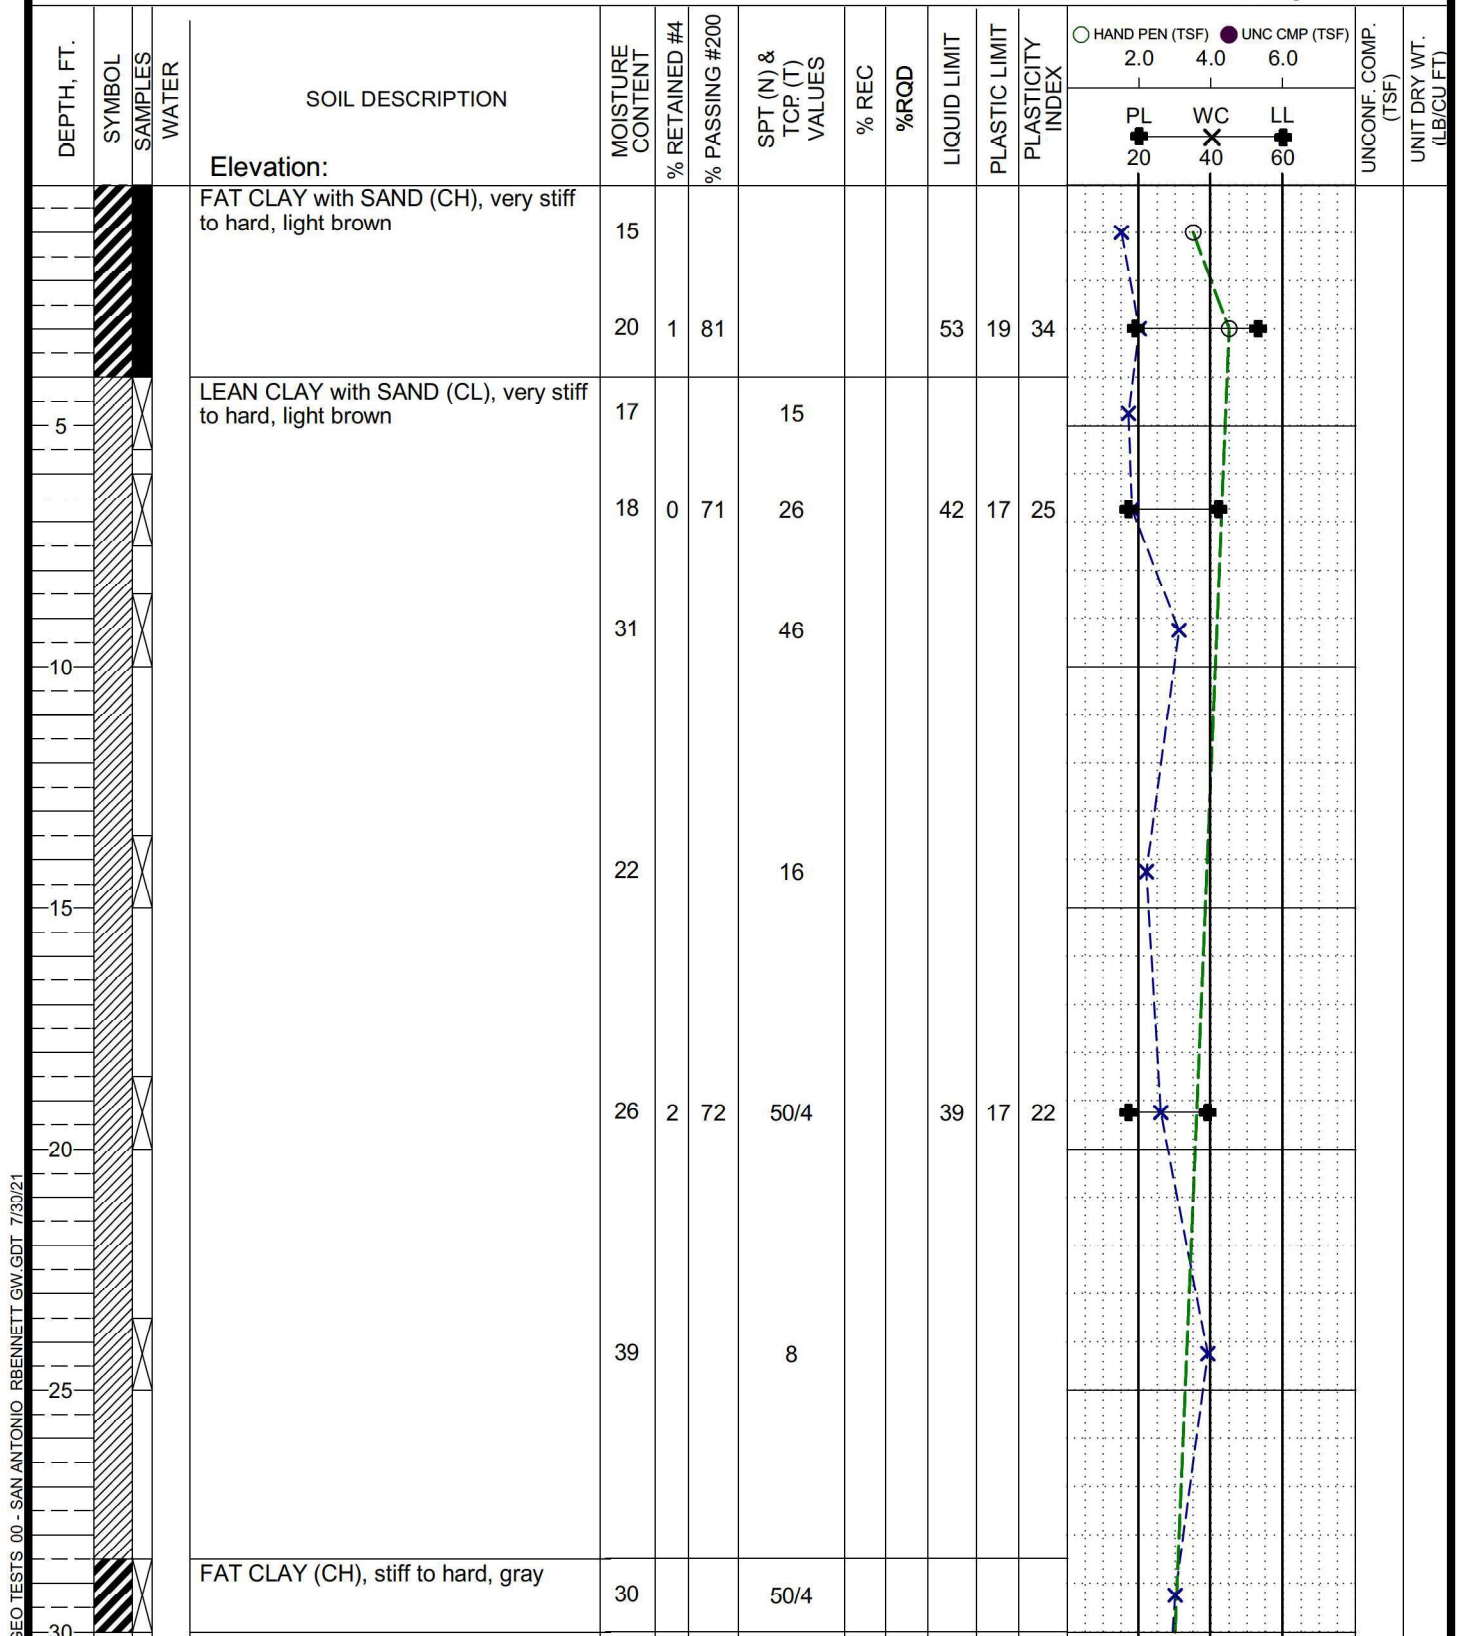 HAND PEN (TSF) UNC CMP (TSF)
2.0 4.0 6.0
PL WC LL
20 40 60
DEPTH, FT.
SYMBOL
SAMPLES
WATER
SOIL DESCRIPTION
Elevation:
MOISTURE
CONTENT
% RETAINED #4
% PASSING #200
SPT (N) &
TCP (T)
VALUES
% REC
%RQD
LIQUID LIMIT
PLASTIC LIMIT
PLASTICITY
INDEX
UNCONF. COMP.
(TSF)
UNIT DRY WT.
(LB/CU FT)
FAT CLAY with SAND (CH), very stiff
to hard, light brown
15
20 1 81 53 19 34
LEAN CLAY with SAND (CL), very stiff
to hard, light brown
17 15
5
18 0 71 26 42 17 25
31 46
10
22 16
15
26 2 72 50/4 39 17 22
20
39 8
25
FAT CLAY (CH), stiff to hard, gray
30 50/4
30
GEO TESTS 00 - SAN ANTONIO RBENNETT GW.GDT 7/30/21